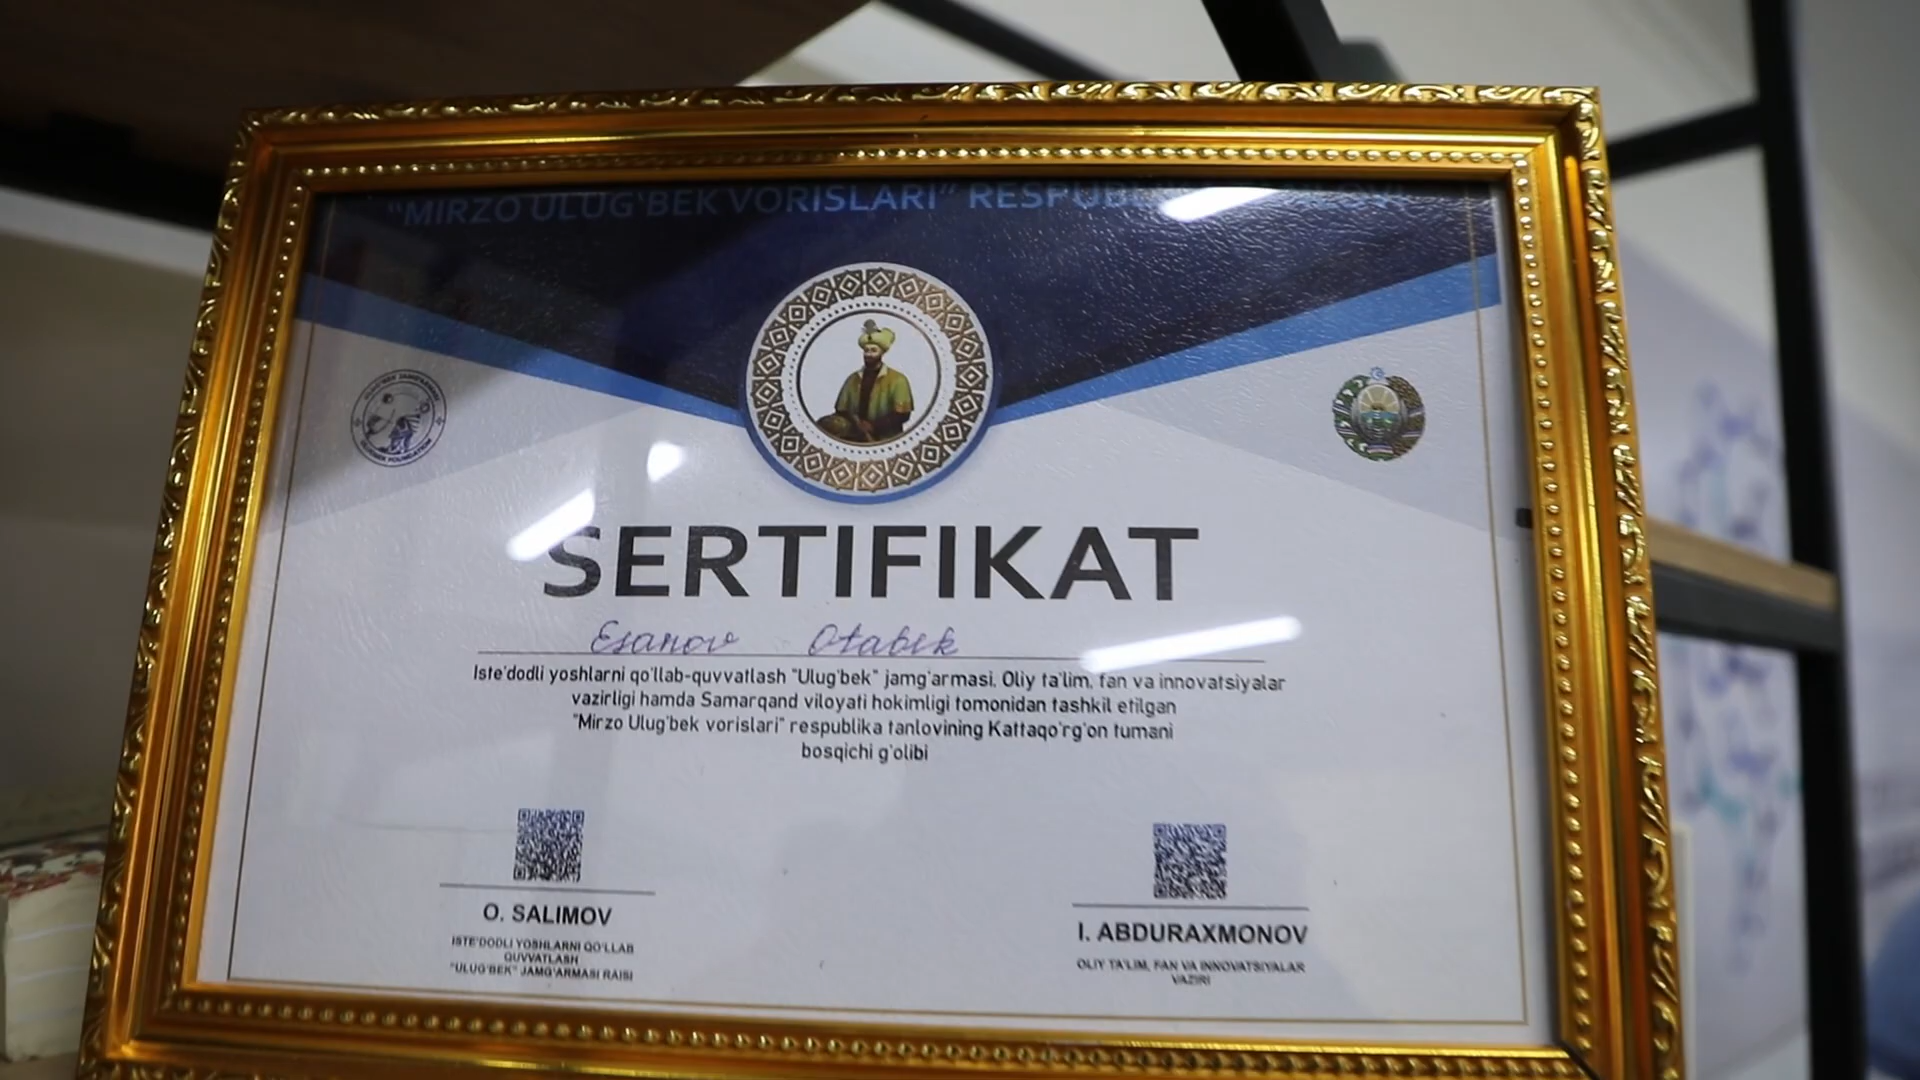 "MIRZO ULUG'BEK VORISLARI"
SERTIFIKAT
Esanov Otabek
Iste'dodli yoshlarni qo'llab-quvvatlash "Ulug'bek" jamg'armasi, Oliy ta'lim, fan va innovatsiyalar
vazirligi hamda Samarqand viloyati hokimligi tomonidan tashkil etilgan
"Mirzo Ulug'bek vorislari" respublika tanlovining Kattaqo'rg'on tumani
bosqichi g'olibi
O. SALIMOV
ISTE'DODLI YOSHLARNI QO'LLAB
QUVVATLASH
"ULUG'BEK" JAMG'ARMASI RAISI
I. ABDURAXMONOV
OLIY TA'LIM, FAN VA INNOVATSIYALAR
VAZIRI